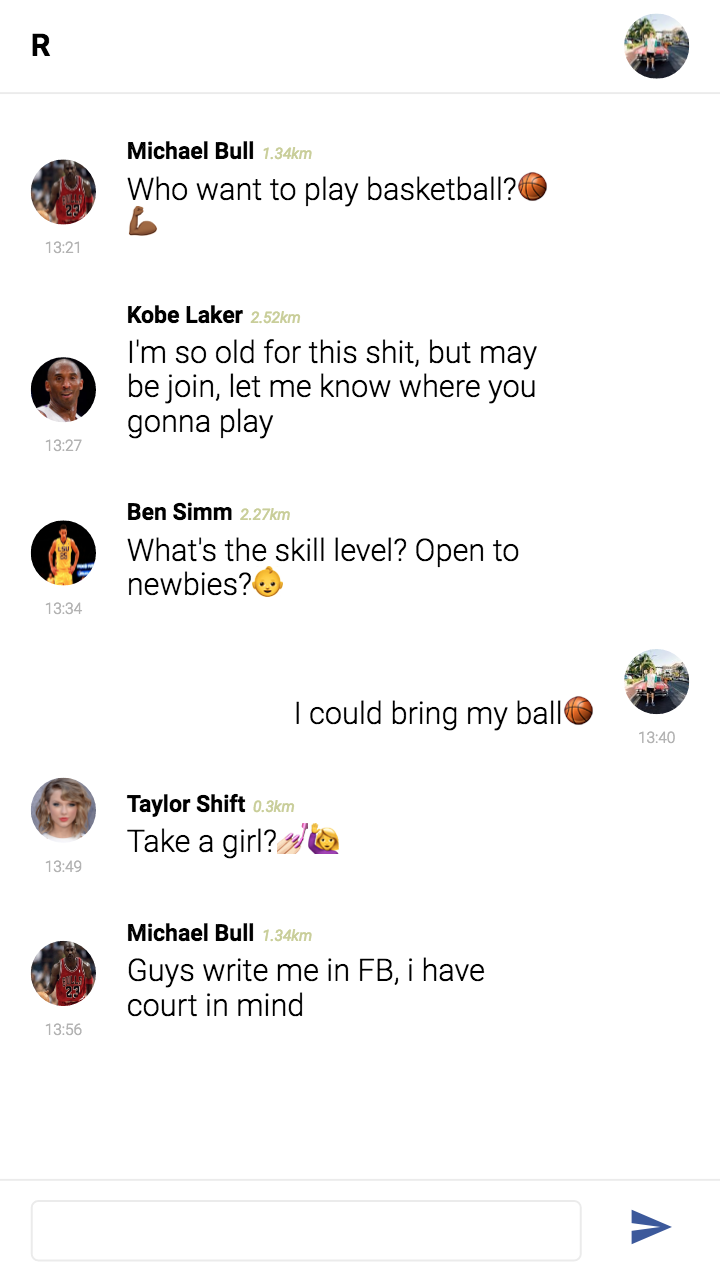 R
Michael Bull 1.34km
Who want to play basketball?🏀
💪🏾
13:21
Kobe Laker 2.52km
I'm so old for this shit, but may
be join, let me know where you
gonna play
13:27
Ben Simm 2.27km
What's the skill level? Open to
newbies?👶
13:34
I could bring my ball🏀
13:40
Taylor Shift 0.3km
Take a girl?💅🏻🙋‍♀️
13:49
Michael Bull 1.34km
Guys write me in FB, i have
court in mind
13:56